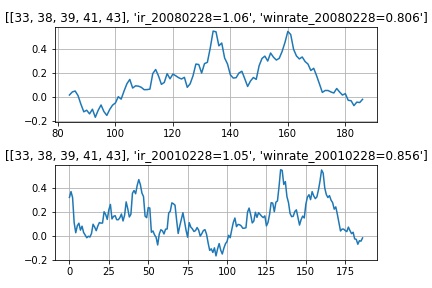 [[33, 38, 39, 41, 43], 'ir_20080228=1.06', 'winrate_20080228=0.806']
0.4
0.2
0.0
−0.2
80 100 120 140 160 180
[[33, 38, 39, 41, 43], 'ir_20010228=1.05', 'winrate_20010228=0.856']
0.4
0.2
0.0
−0.2
0 25 50 75 100 125 150 175